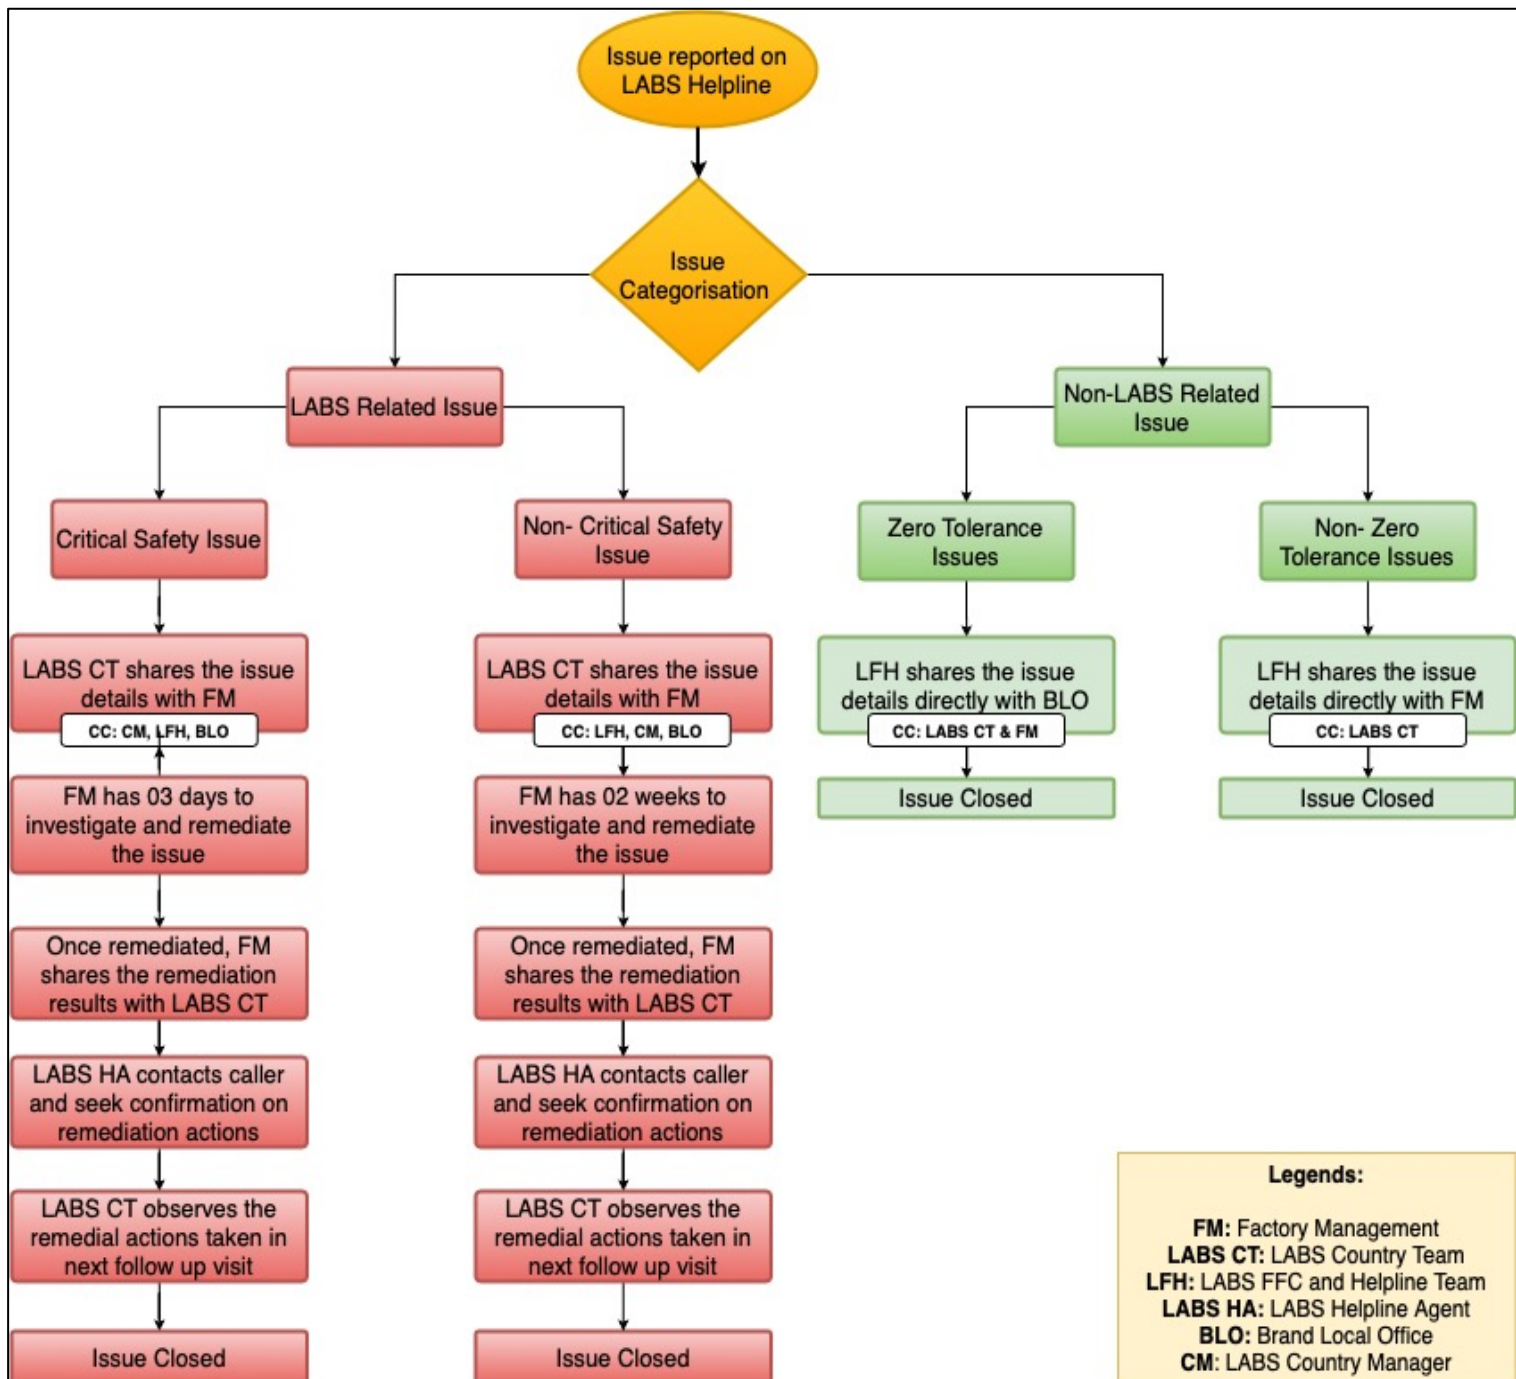 Issue reported on
LABS Helpline
Issue
Categorisation
LABS Related Issue
Non-LABS Related
Issue
Critical Safety Issue
Non- Critical Safety
Issue
Zero Tolerance
Issues
Non- Zero
Tolerance Issues
LABS CT shares the issue
details with FM
CC: CM, LFH, BLO
LABS CT shares the issue
details with FM
CC: LFH, CM, BLO
LFH shares the issue
details directly with BLO
CC: LABS CT & FM
LFH shares the issue
details directly with FM
CC: LABS CT
FM has 03 days to
investigate and remediate
the issue
FM has 02 weeks to
investigate and remediate
the issue
Issue Closed
Issue Closed
Once remediated, FM
shares the remediation
results with LABS CT
Once remediated, FM
shares the remediation
results with LABS CT
LABS HA contacts caller
and seek confirmation on
remediation actions
LABS HA contacts caller
and seek confirmation on
remediation actions
LABS CT observes the
remedial actions taken in
next follow up visit
LABS CT observes the
remedial actions taken in
next follow up visit
Issue Closed
Issue Closed
Legends:
FM: Factory Management
LABS CT: LABS Country Team
LFH: LABS FFC and Helpline Team
LABS HA: LABS Helpline Agent
BLO: Brand Local Office
CM: LABS Country Manager